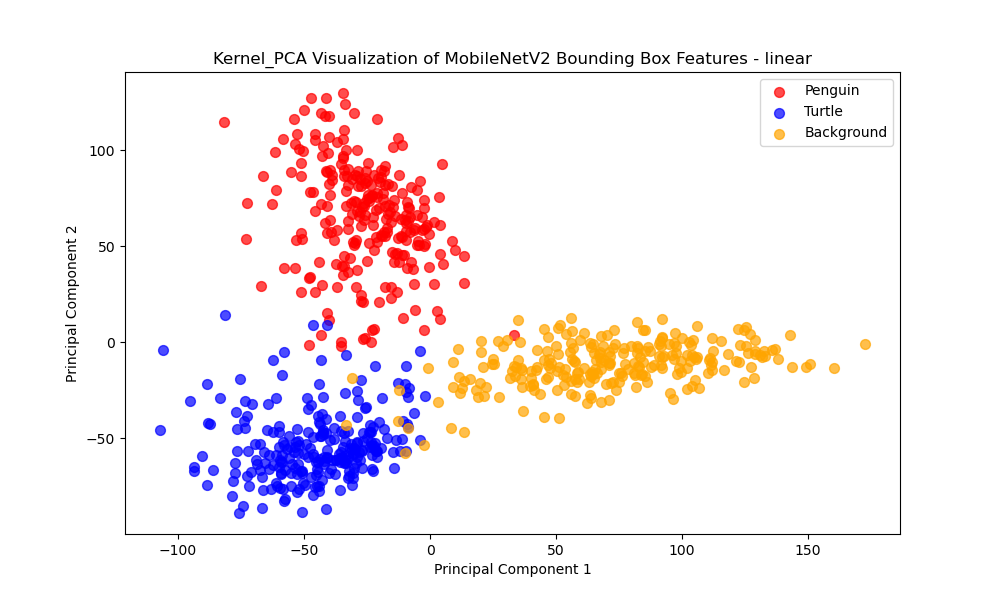 Kernel_PCA Visualization of MobileNetV2 Bounding Box Features - linear
Penguin
Turtle
Background
Principal Component 2
100
50
0
−50
−100
−50
0
50
100
150
Principal Component 1